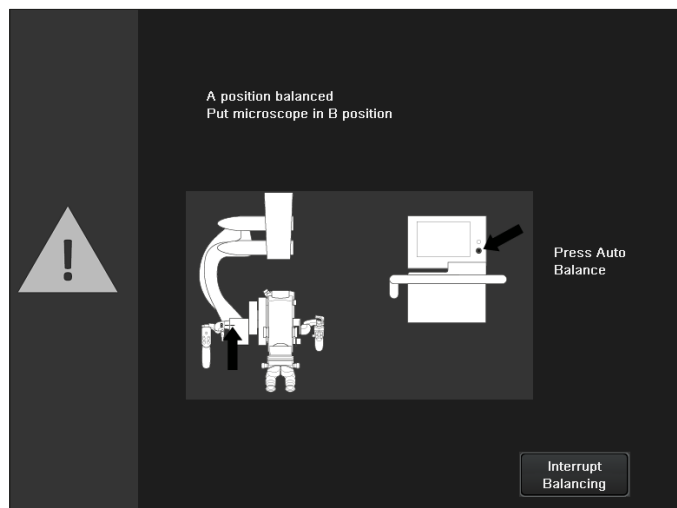 A position balanced
Put microscope in B position
Press Auto
Balance
Interrupt
Balancing